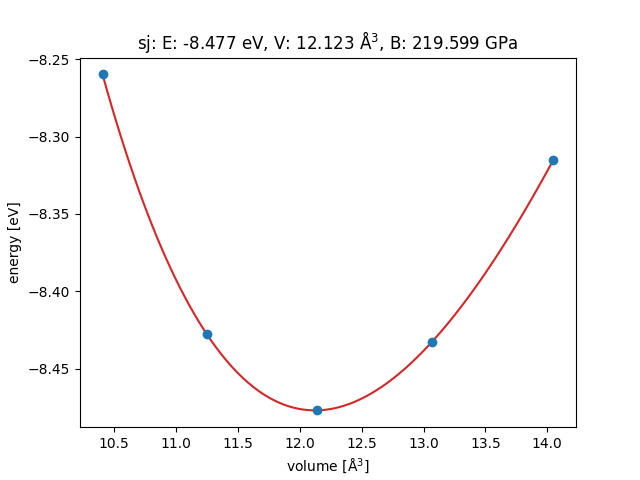 sj: E: -8.477 eV, V: 12.123 Å³, B: 219.599 GPa
−8.25
−8.30
−8.35
−8.40
−8.45
energy [eV]
10.5 11.0 11.5 12.0 12.5 13.0 13.5 14.0
volume [Å³]